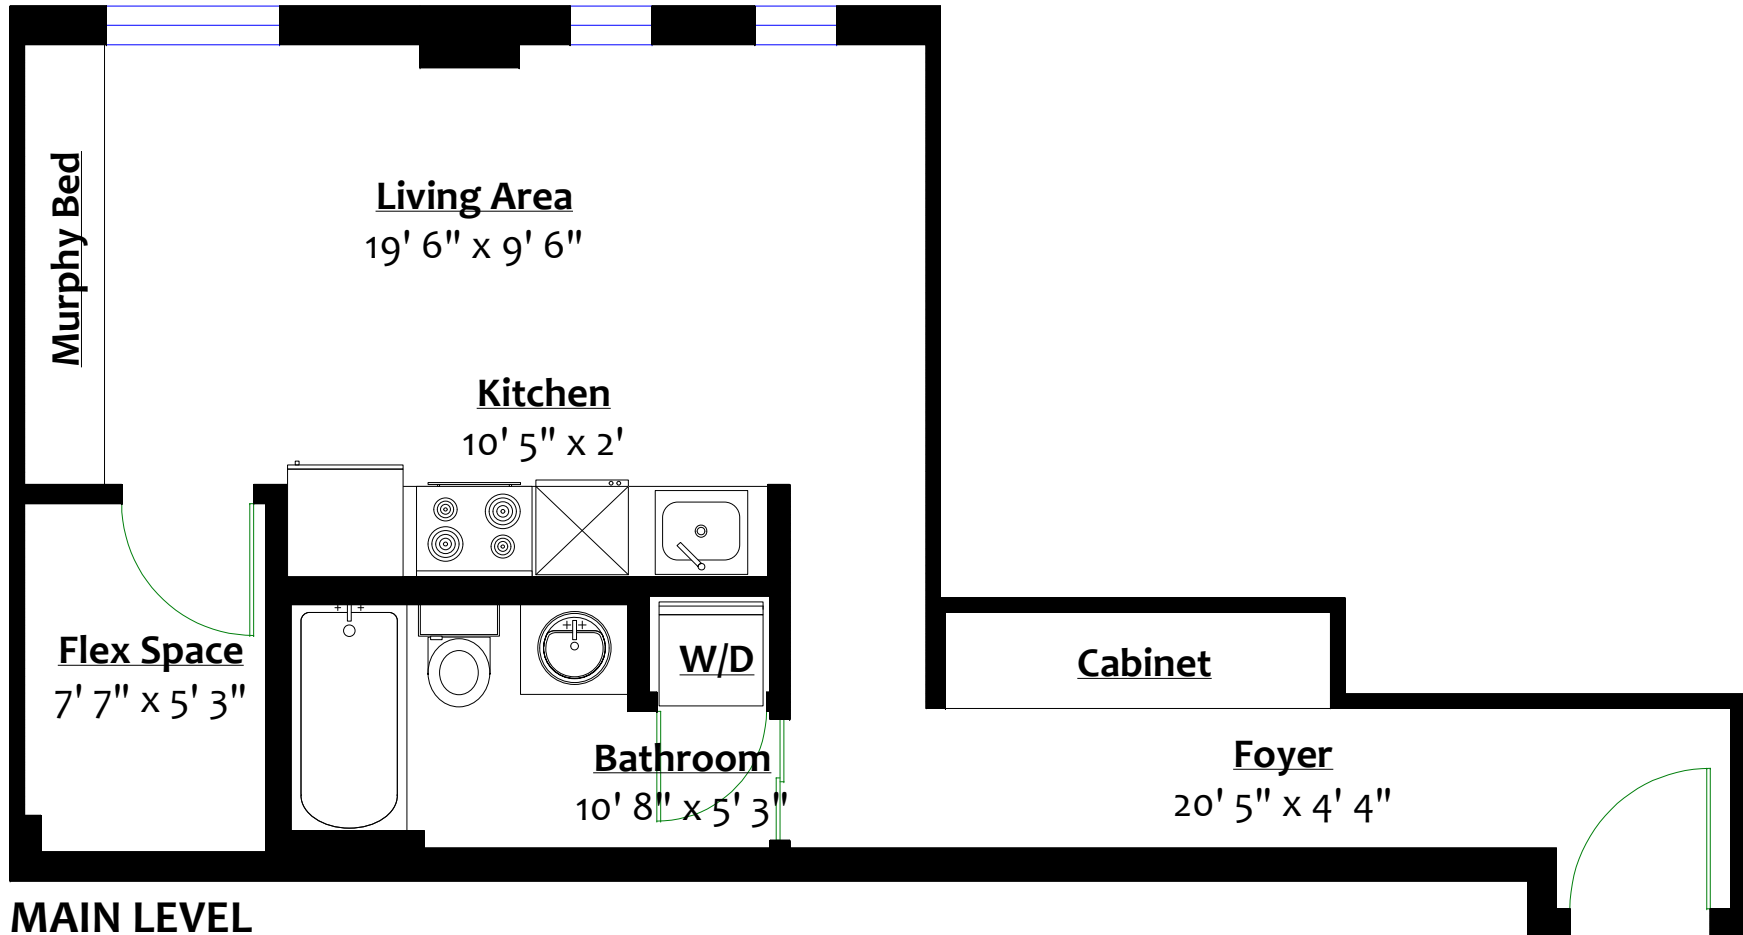 Murphy Bed
Living Area
19' 6" x 9' 6"
Kitchen
10' 5" x 2'
Flex Space
7' 7" x 5' 3"
W/D
Cabinet
Bathroom
10' 8" x 5' 3"
Foyer
20' 5" x 4' 4"
MAIN LEVEL